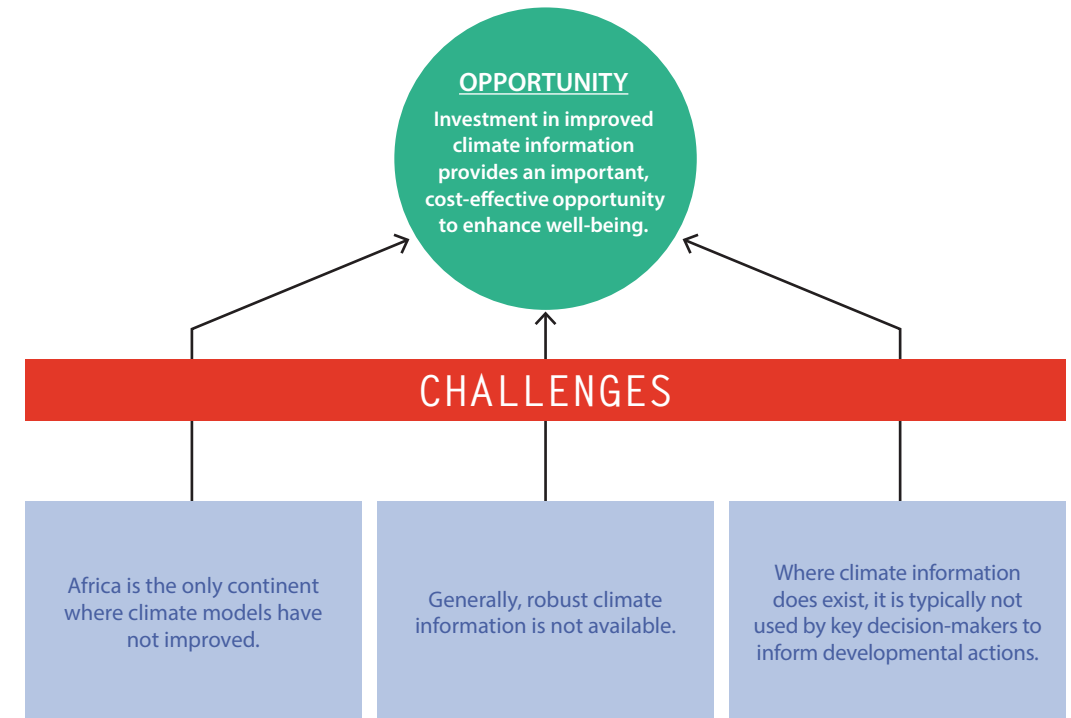 OPPORTUNITY
Investment in improved
climate information
provides an important,
cost-effective opportunity
to enhance well-being.
CHALLENGES
Africa is the only continent
where climate models have
not improved.
Generally, robust climate
information is not available.
Where climate information
does exist, it is typically not
used by key decision-makers to
inform developmental actions.